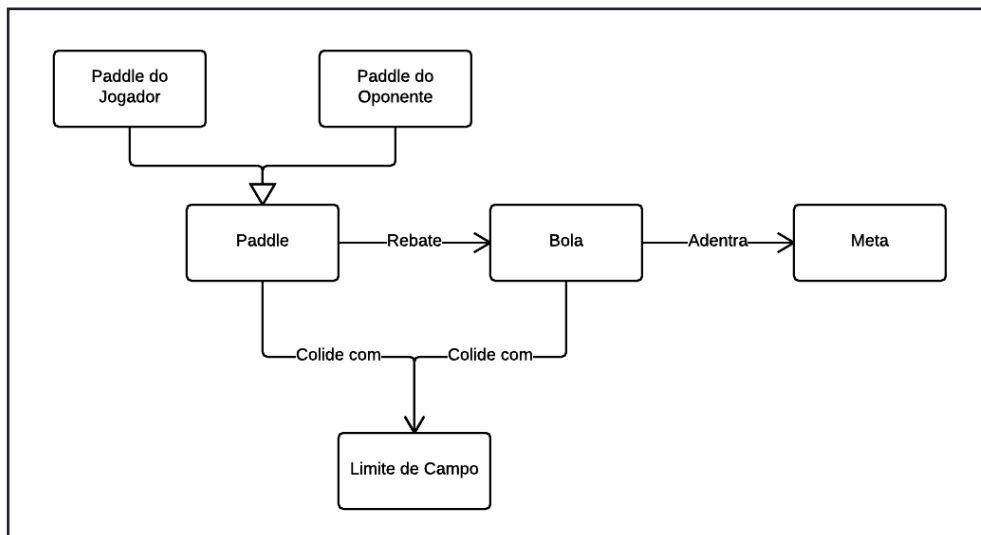 Paddle do
Jogador
Paddle do
Oponente
Paddle
Rebate
Bola
Adentra
Meta
Colide com
Colide com
Limite de Campo